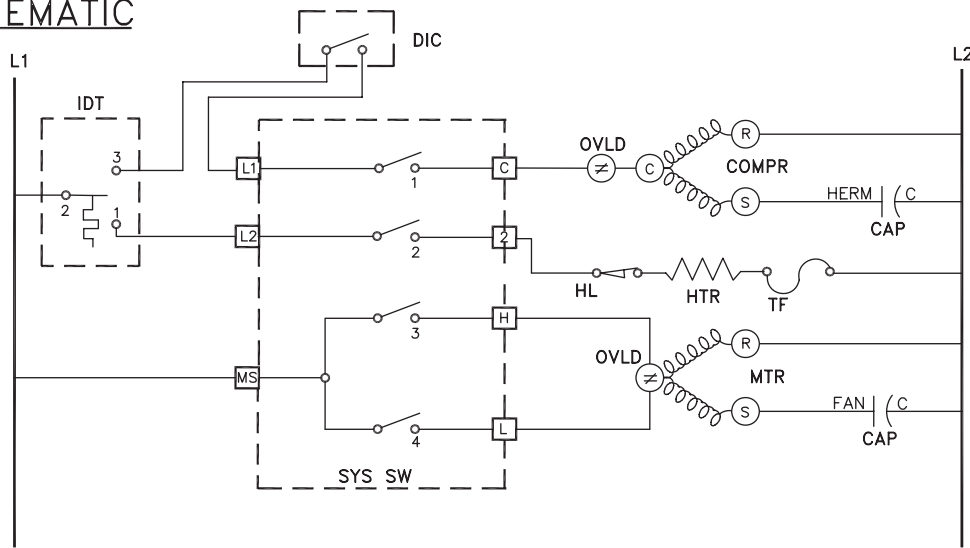 EMATIC
L1
L2
DIC
IDT
3
2
1
L1
1
C
OVLD
≠
C
R
COMPR
S
HERM
C
CAP
L2
2
2
HL
HTR
TF
3
H
OVLD
≠
R
MTR
MS
S
FAN
C
CAP
4
L
SYS SW